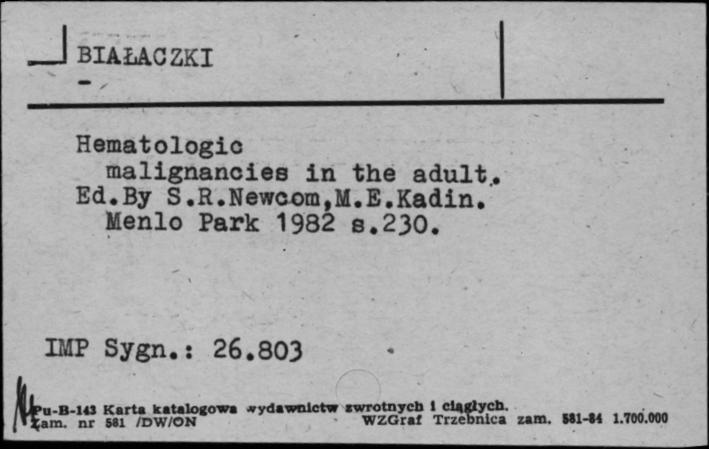 BIAŁACZKI
-
Hematologic
malignancies in the adult.
Ed.By S.R.Newcom,M.E.Kadin.
Menlo Park 1982 s.230.
IMP Sygn.: 26.803
Pu-B-143 Karta katalogowa wydawnictw zwrotnych i ciągłych.
Zam. nr 581 /DW/ON WZGraf Trzebnica zam. 581-84 1.700.000